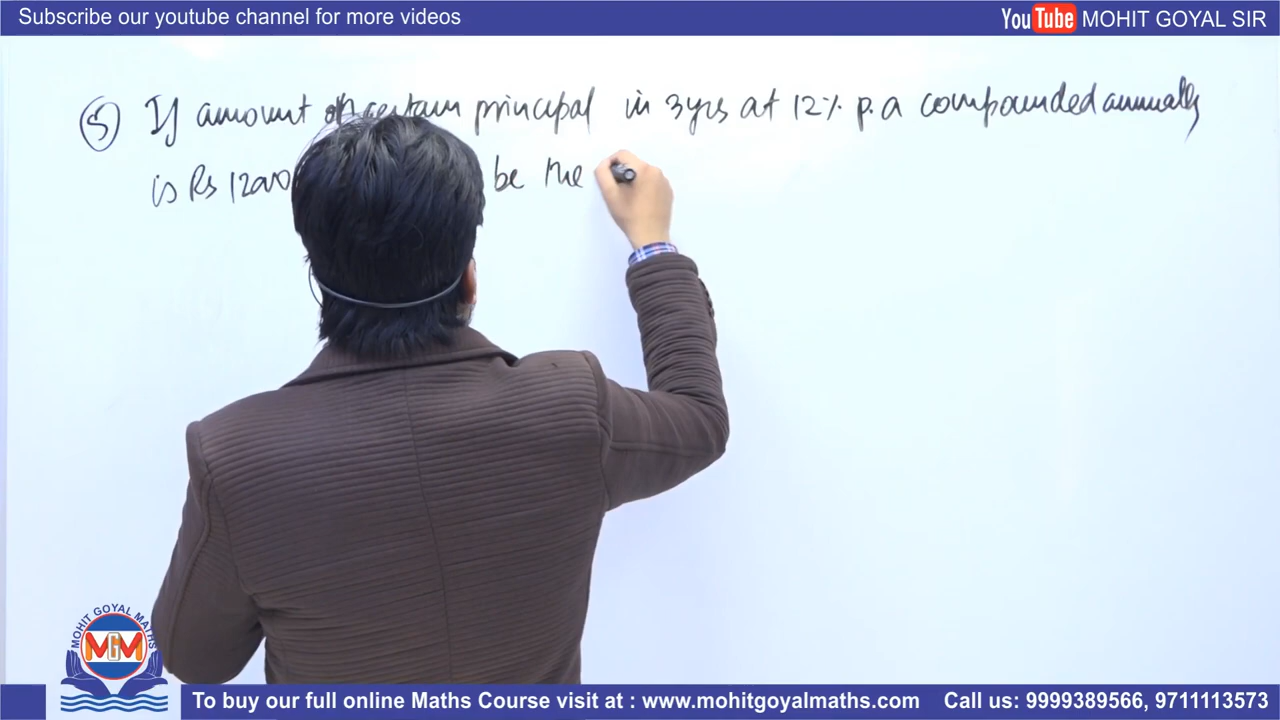 Subscribe our youtube channel for more videos
YouTube MOHIT GOYAL SIR
(5) If amount certain principal in 3 yrs at 12% p.a compounded annually
is Rs be the
MOHIT GOYAL MATHS
MGM
To buy our full online Maths Course visit at : www.mohitgoyalmaths.com Call us: 9999389566, 9711113573